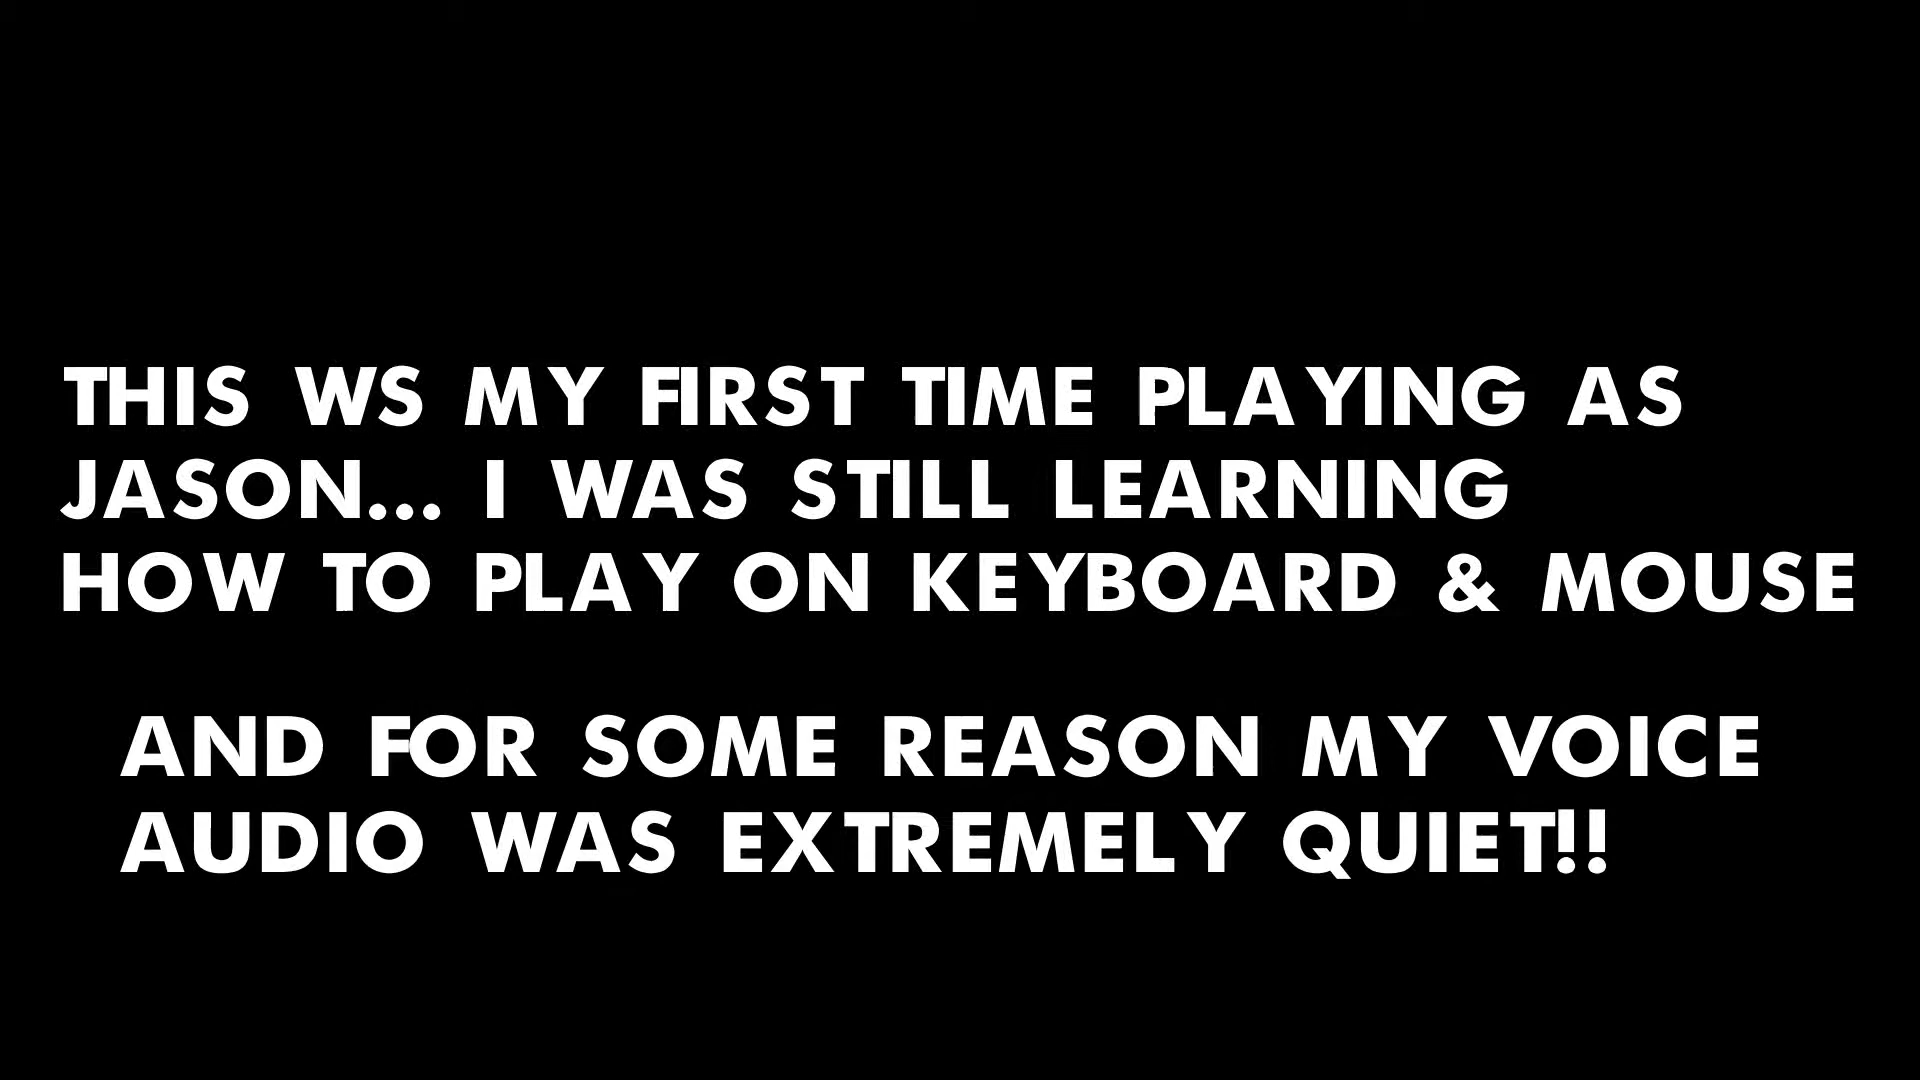 THIS WS MY FIRST TIME PLAYING AS
JASON... I WAS STILL LEARNING
HOW TO PLAY ON KEYBOARD & MOUSE
AND FOR SOME REASON MY VOICE
AUDIO WAS EXTREMELY QUIET!!